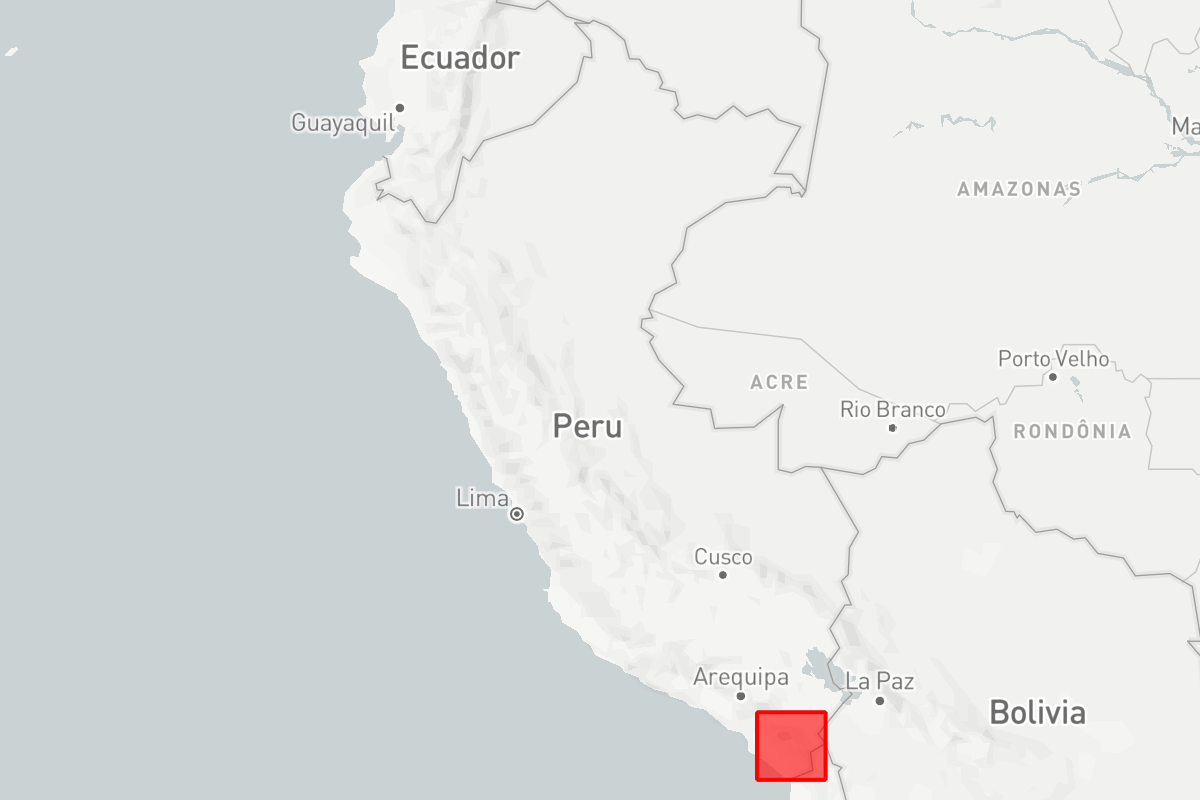 Ecuador
Guayaquil
Ma
AMAZONAS
Porto Velho
ACRE
Rio Branco
Peru
RONDÔNIA
Lima
Cusco
Arequipa
La Paz
Bolivia